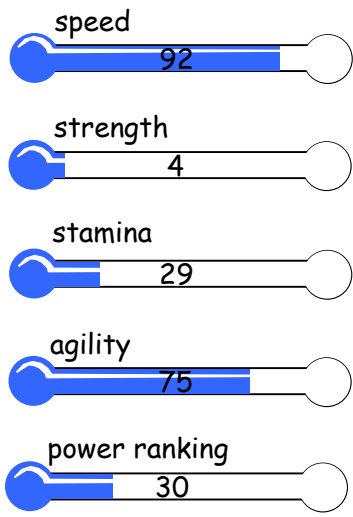 speed
92
strength
4
stamina
29
agility
75
power ranking
30